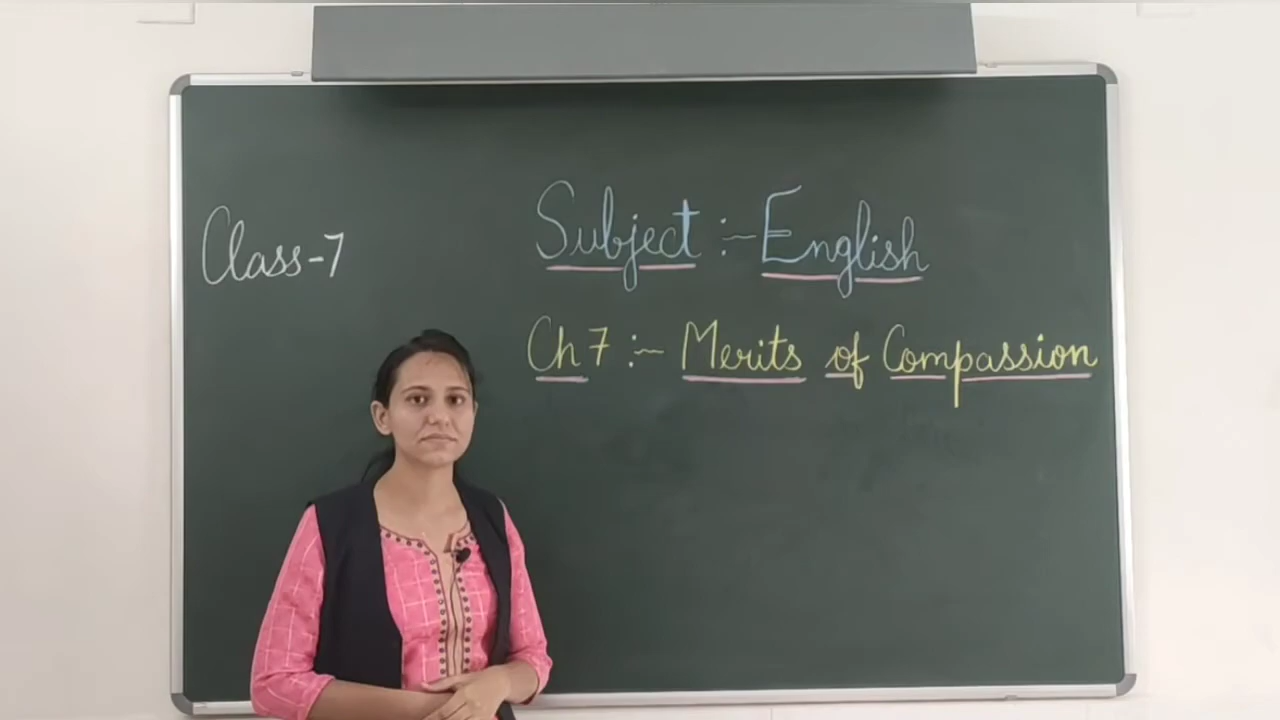 Class-7
Subject :- English
Ch 7 :- Merits of Compassion